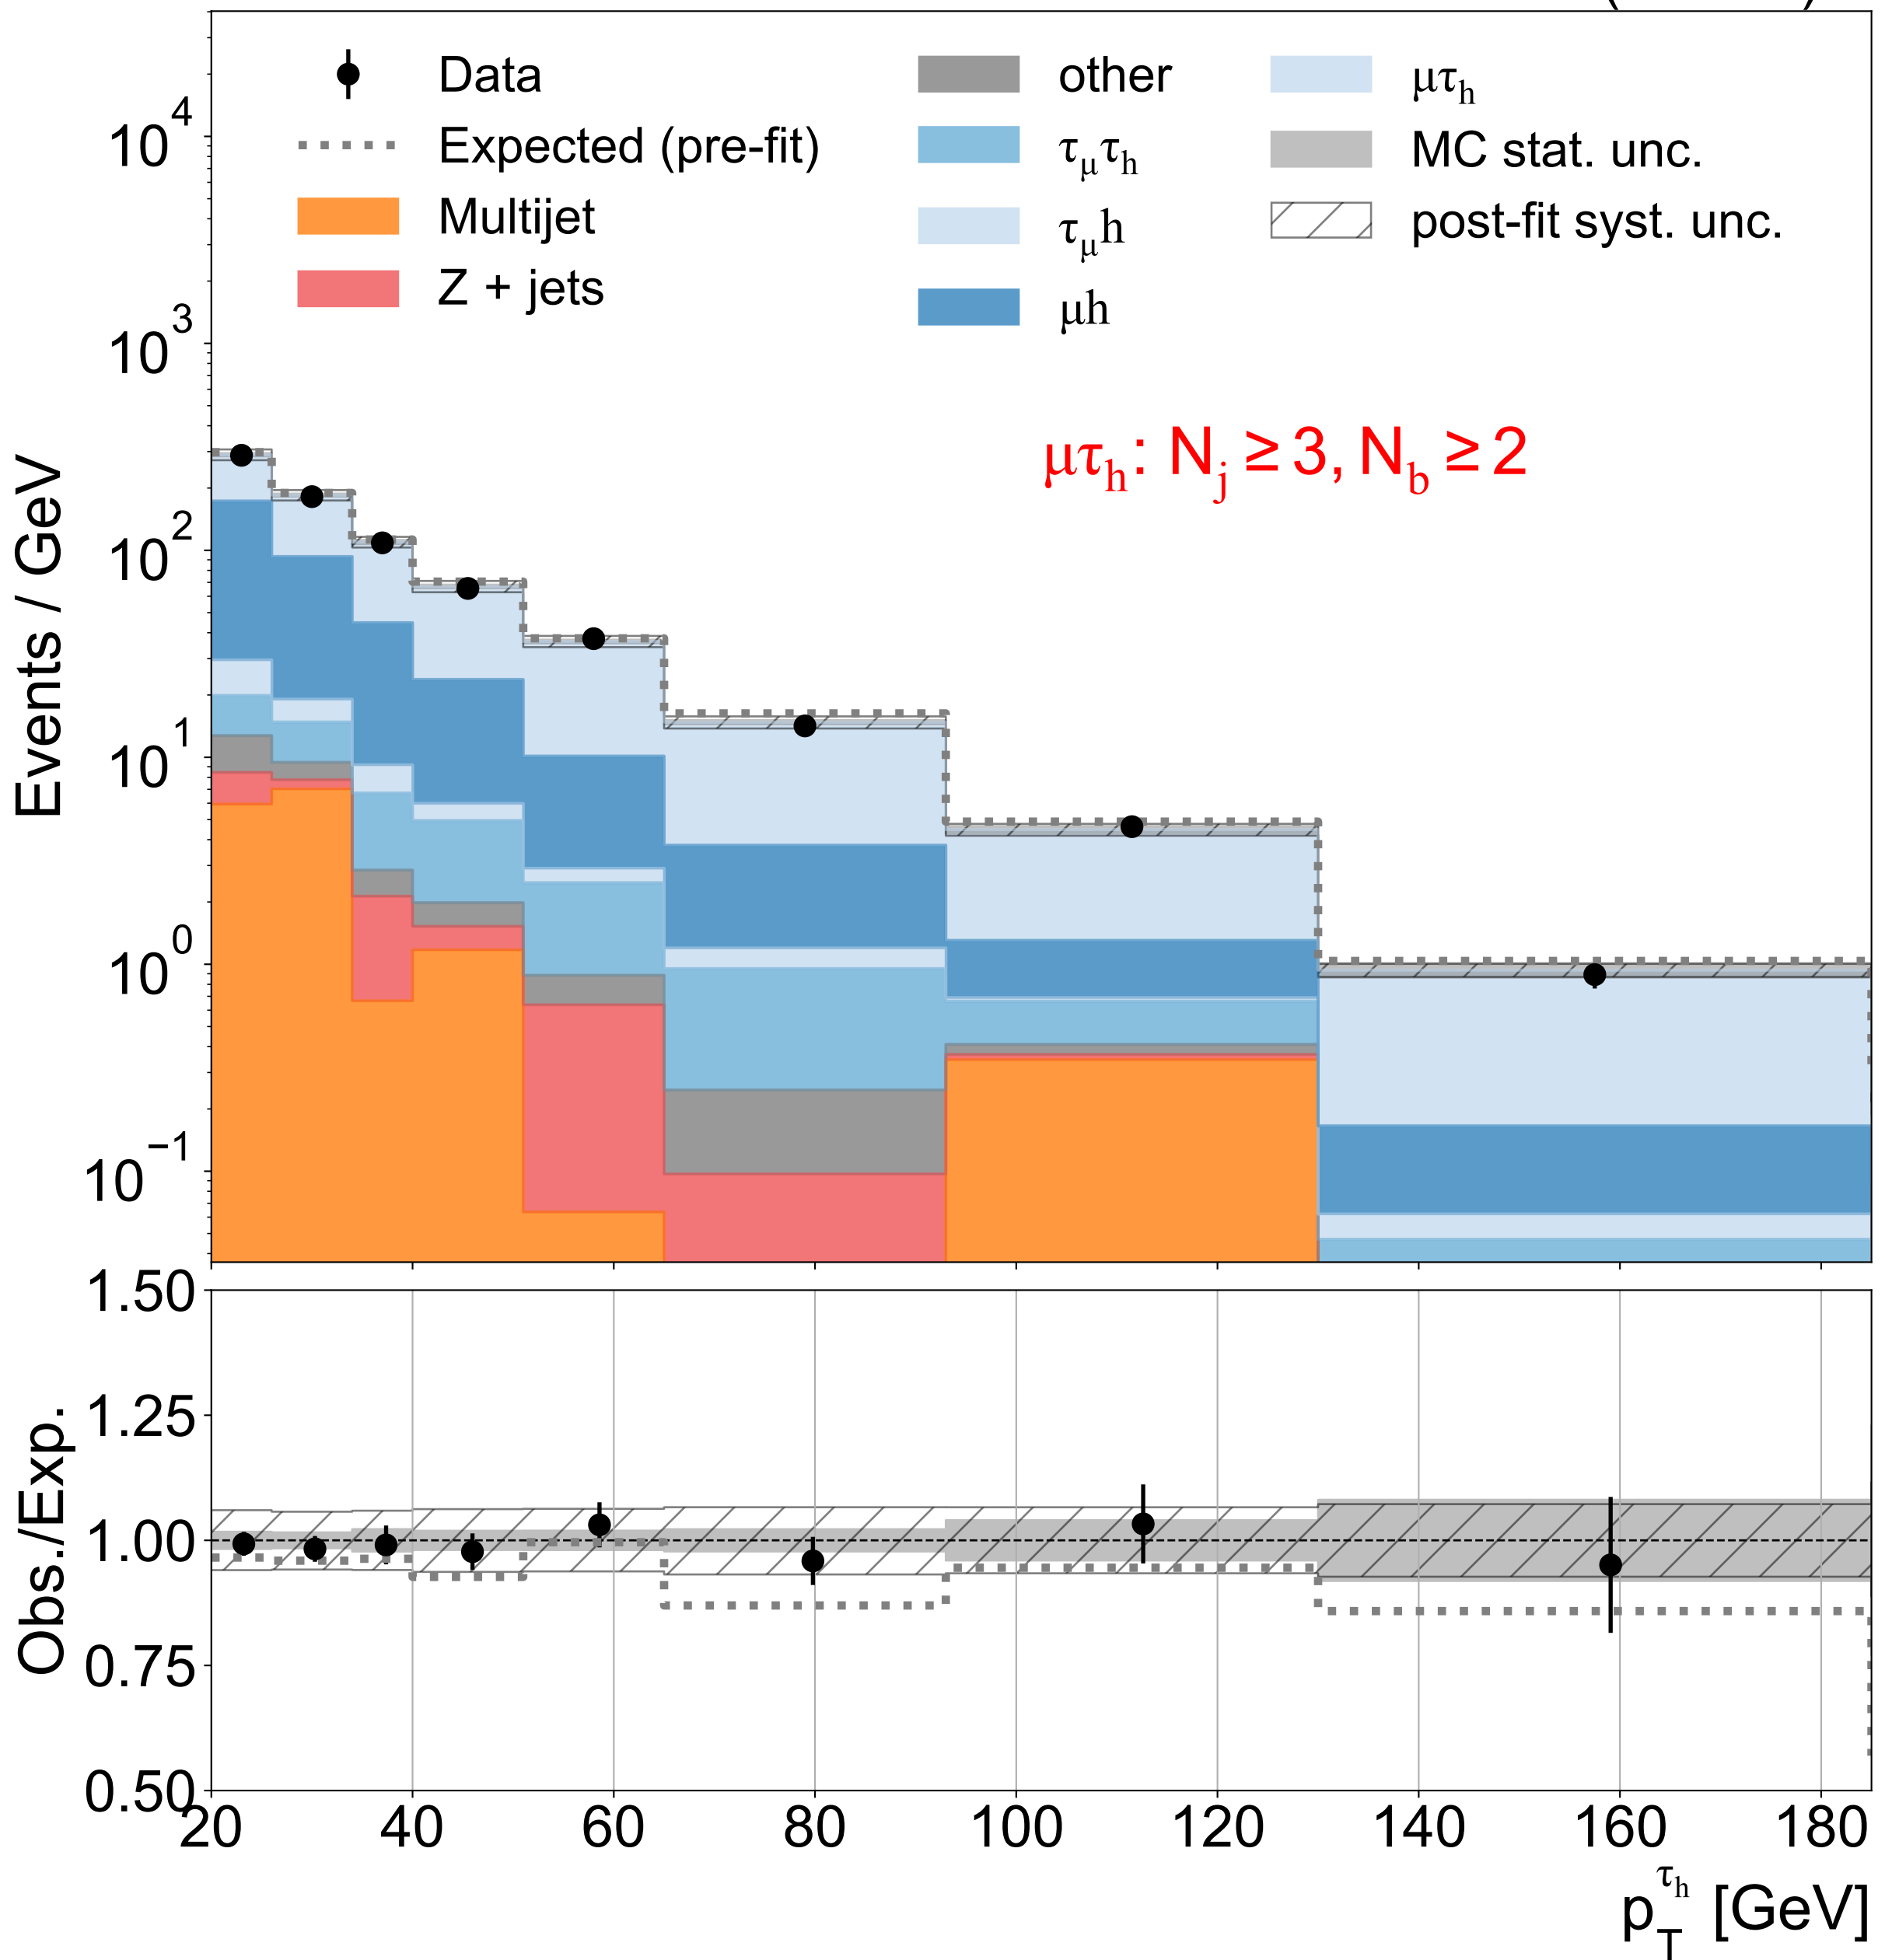 Data
Expected (pre-fit)
Multijet
Z + jets
other
τμτh
τμh
μh
μτh
MC stat. unc.
post-fit syst. unc.
μτh: Nj ≥ 3, Nb ≥ 2
Events / GeV
10^4
10^3
10^2
10^1
10^0
10^−1
Obs./Exp.
1.50
1.25
1.00
0.75
0.50
20 40 60 80 100 120 140 160 180
pT^τh [GeV]